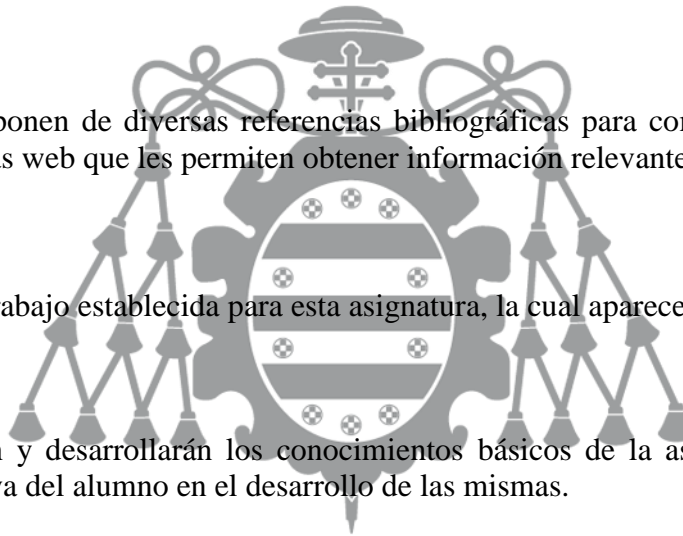 ponen de diversas referencias bibliográficas para
as web que les permiten obtener información relevante
rabajo establecida para esta asignatura, la cual aparece
y desarrollarán los conocimientos básicos de la
va del alumno en el desarrollo de las mismas.